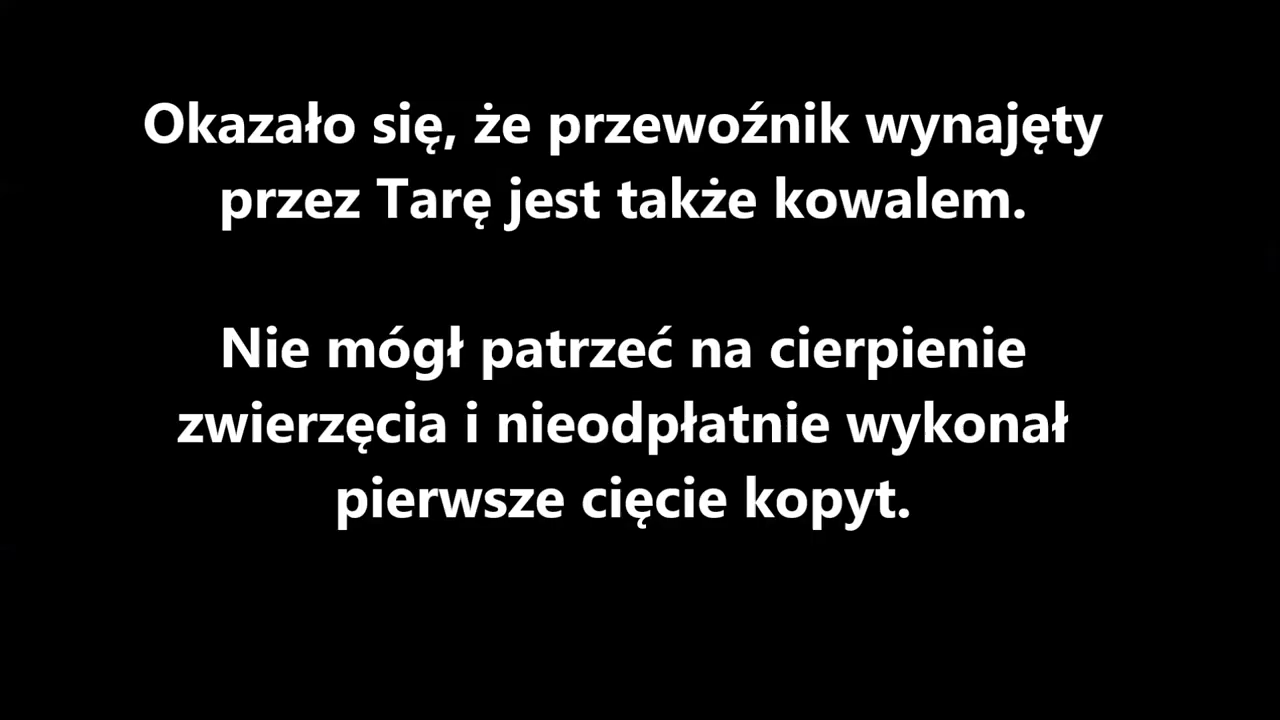 Okazało się, że przewoźnik wynajęty
przez Tarę jest także kowalem.
Nie mógł patrzeć na cierpienie
zwierzęcia i nieodpłatnie wykonał
pierwsze cięcie kopyt.